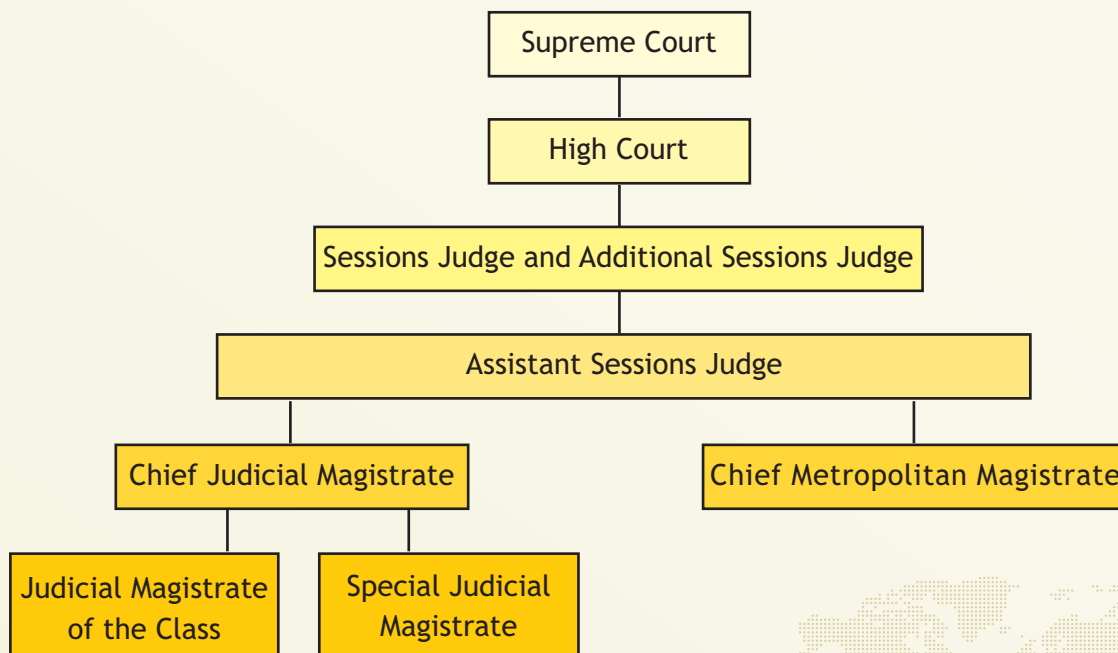 Supreme Court
High Court
Sessions Judge and Additional Sessions Judge
Assistant Sessions Judge
Chief Judicial Magistrate
Chief Metropolitan Magistrate
Judicial Magistrate
of the Class
Special Judicial
Magistrate